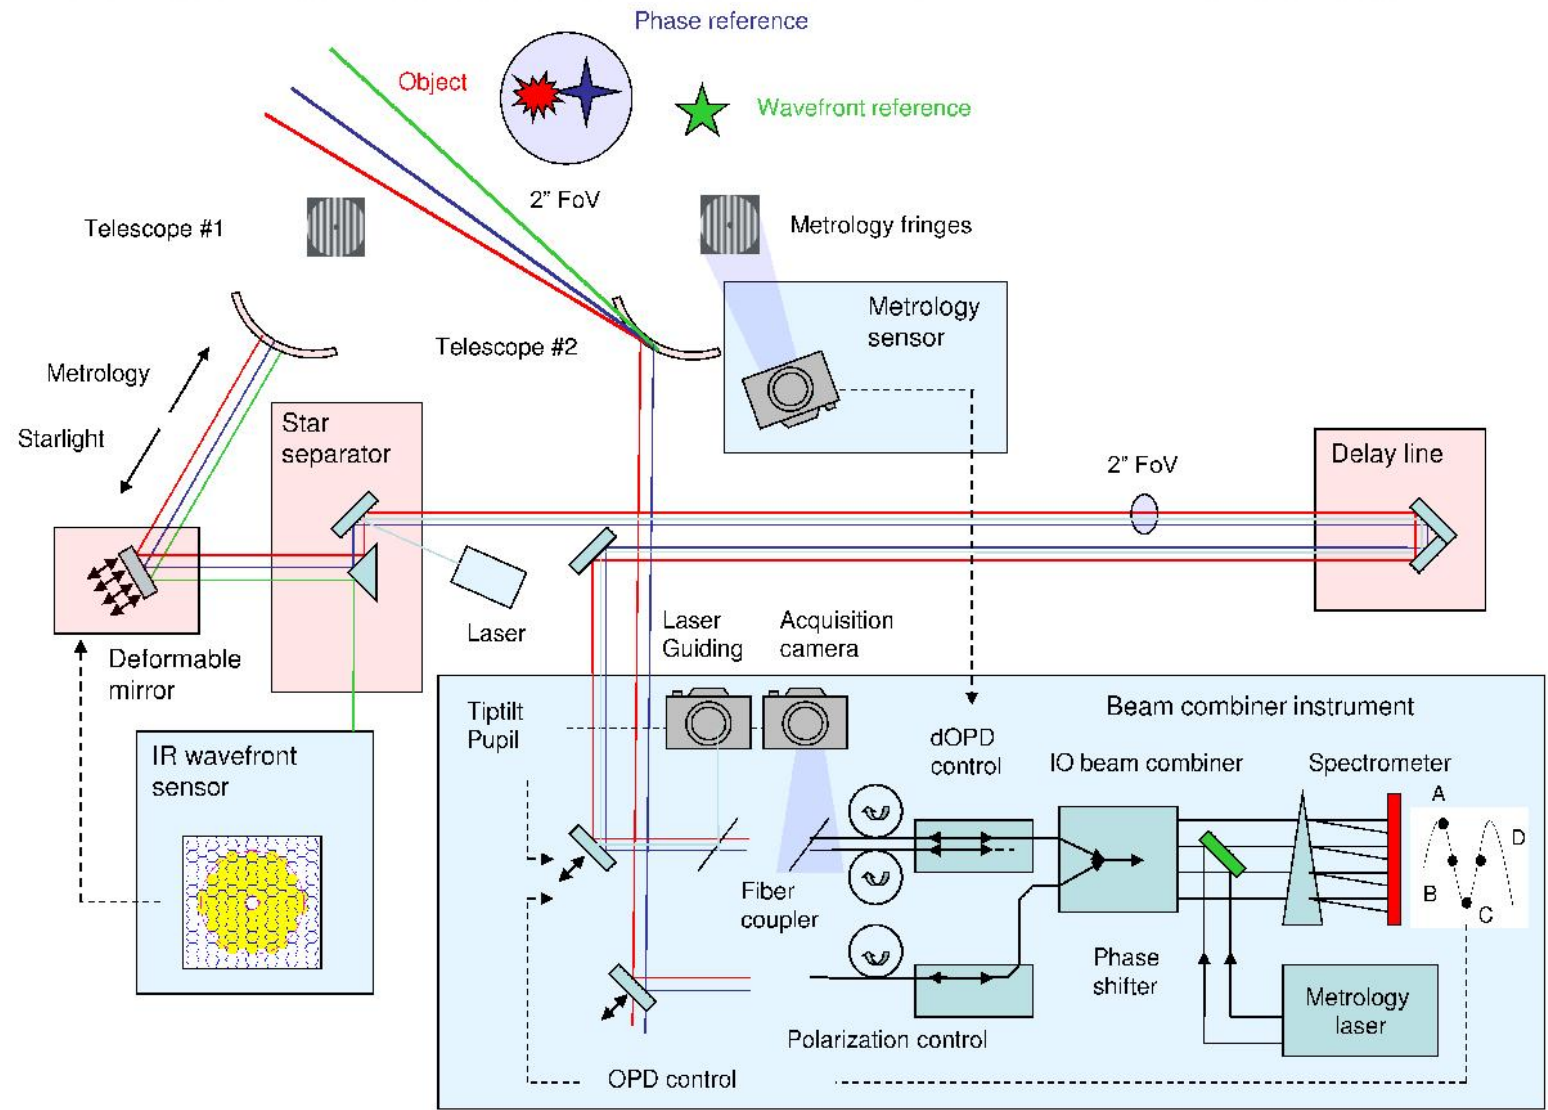 Phase reference
Object
Wavefront reference
2” FoV
Telescope #1
Metrology fringes
Metrology
sensor
Telescope #2
Metrology
Starlight
Star
separator
2” FoV
Delay line
Laser
Laser
Guiding
Acquisition
camera
Deformable
mirror
Tiptilt
Pupil
Beam combiner instrument
dOPD
control
IO beam combiner
Spectrometer
IR wavefront
sensor
A
D
B
C
Fiber
coupler
Phase
shifter
Metrology
laser
Polarization control
OPD control